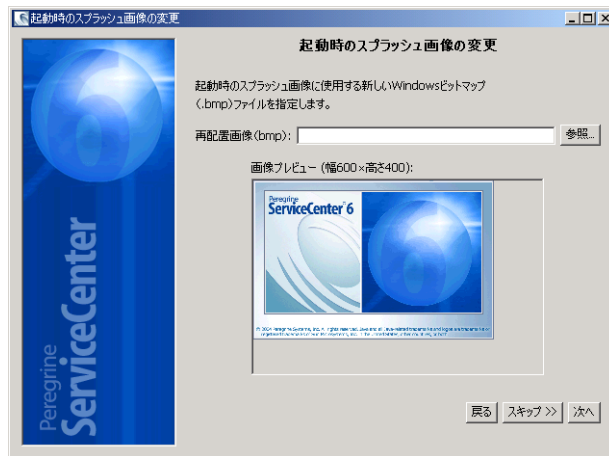 起動時のスプラッシュ画像の変更
起動時のスプラッシュ画像の変更
起動時のスプラッシュ画像に使用する新しいWindowsビットマップ
(.bmp)ファイルを指定します。
再配置画像(bmp):
参照...
画像プレビュー (幅600×高さ400):
Peregrine
ServiceCenter 6
Peregrine
ServiceCenter
戻る
スキップ >>
次へ